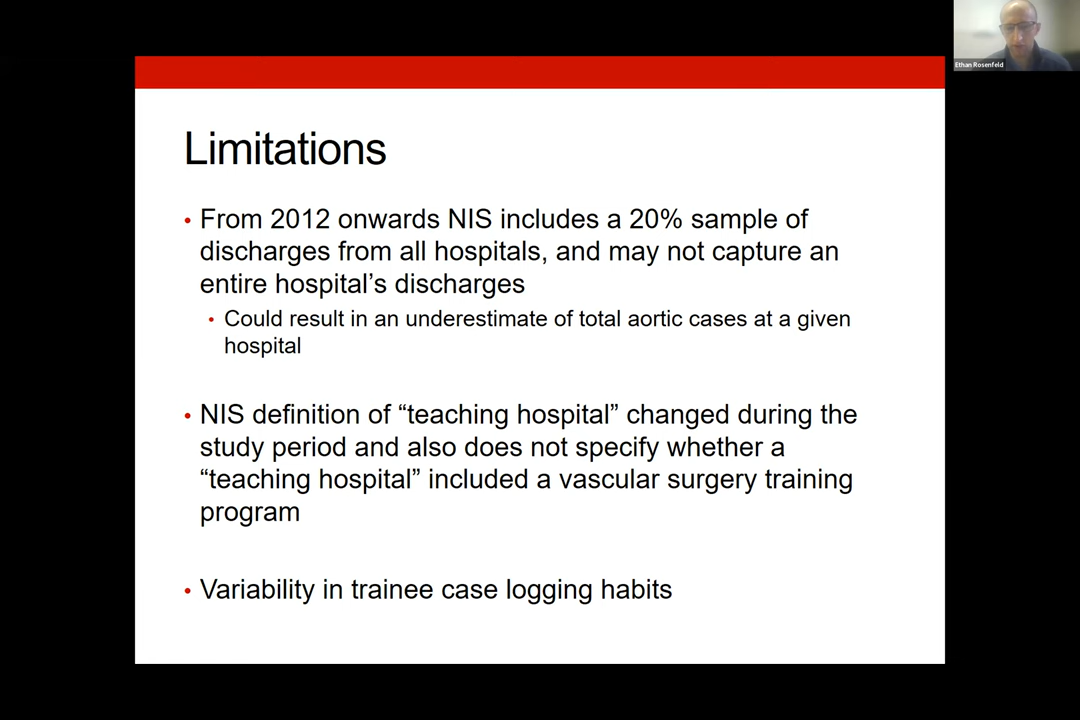 Ethan Rosenfeld
Limitations
• From 2012 onwards NIS includes a 20% sample of
discharges from all hospitals, and may not capture an
entire hospital’s discharges
• Could result in an underestimate of total aortic cases at a given
hospital
• NIS definition of “teaching hospital” changed during the
study period and also does not specify whether a
“teaching hospital” included a vascular surgery training
program
• Variability in trainee case logging habits